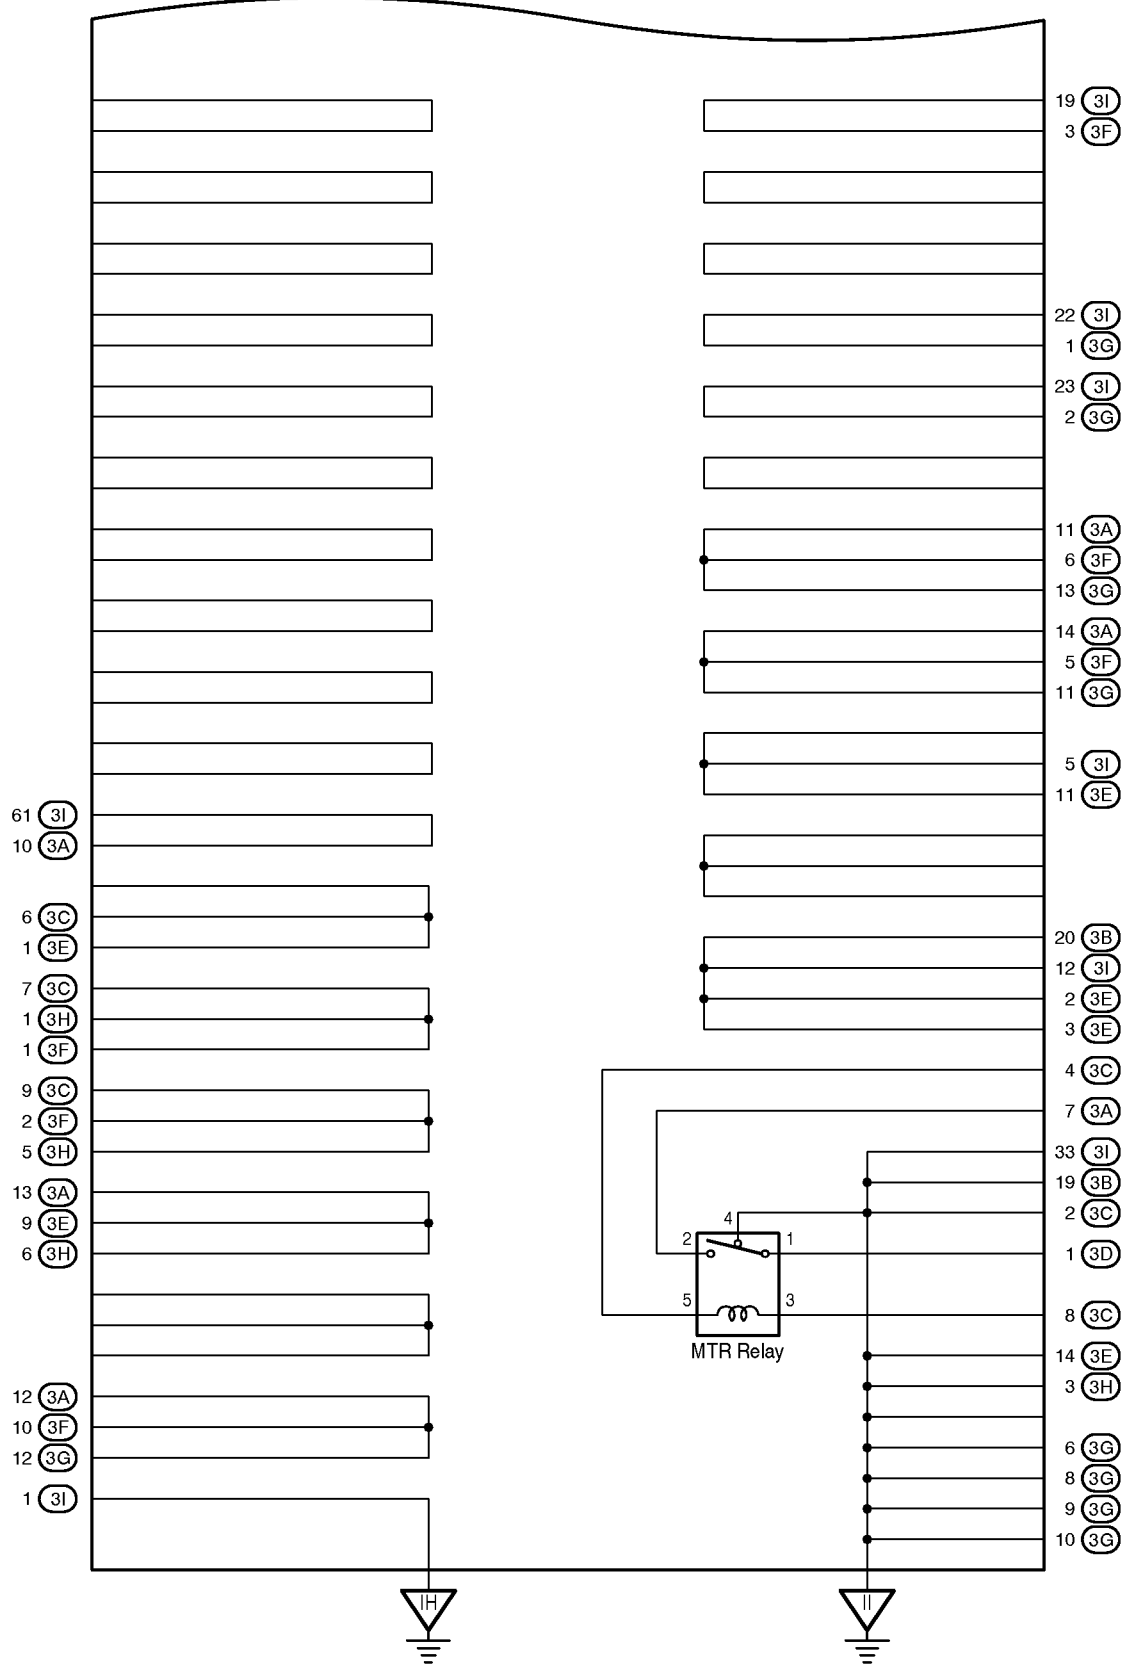 19 3I
3 3F
22 3I
1 3G
23 3I
2 3G
11 3A
6 3F
13 3G
14 3A
5 3F
11 3G
5 3I
11 3E
61 3I
10 3A
6 3C
1 3E
7 3C
1 3H
1 3F
9 3C
2 3F
5 3H
13 3A
9 3E
6 3H
12 3A
10 3F
12 3G
1 3I
20 3B
12 3I
2 3E
3 3E
4 3C
7 3A
33 3I
19 3B
2 3C
1 3D
8 3C
14 3E
3 3H
6 3G
8 3G
9 3G
10 3G
4
2 1
5 3
MTR Relay
IH
II